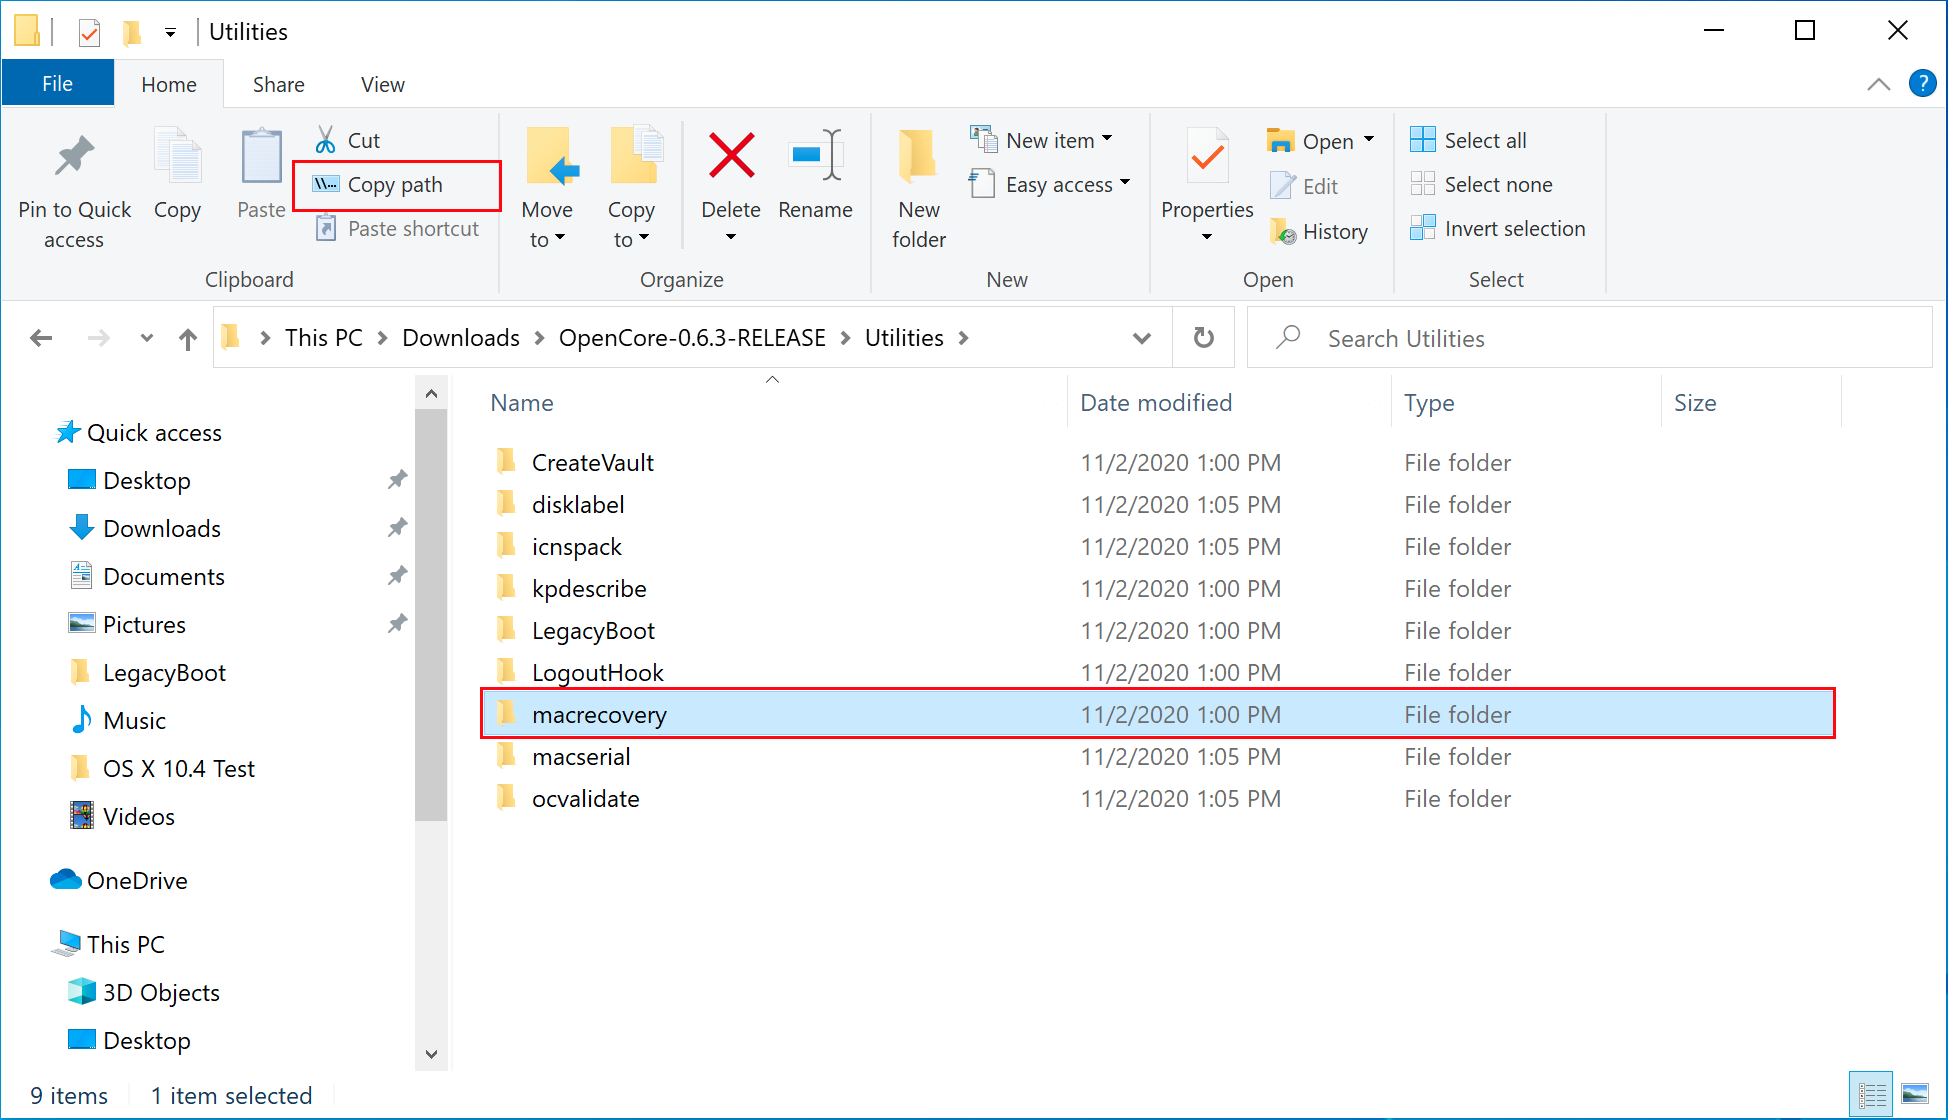 Utilities
File Home Share View
Pin to Quick access
Copy
Paste
Cut
Copy path
Paste shortcut
Clipboard
Move to
Copy to
Delete
Rename
Organize
New folder
New item
Easy access
New
Properties
Open
Edit
History
Open
Select all
Select none
Invert selection
Select
This PC Downloads OpenCore-0.6.3-RELEASE Utilities
Search Utilities
Quick access
Desktop
Downloads
Documents
Pictures
LegacyBoot
Music
OS X 10.4 Test
Videos
OneDrive
This PC
3D Objects
Desktop
Name Date modified Type Size
CreateVault 11/2/2020 1:00 PM File folder
disklabel 11/2/2020 1:05 PM File folder
icnspack 11/2/2020 1:05 PM File folder
kpdescribe 11/2/2020 1:00 PM File folder
LegacyBoot 11/2/2020 1:00 PM File folder
LogoutHook 11/2/2020 1:00 PM File folder
macrecovery 11/2/2020 1:00 PM File folder
macserial 11/2/2020 1:05 PM File folder
ocvalidate 11/2/2020 1:05 PM File folder
9 items 1 item selected